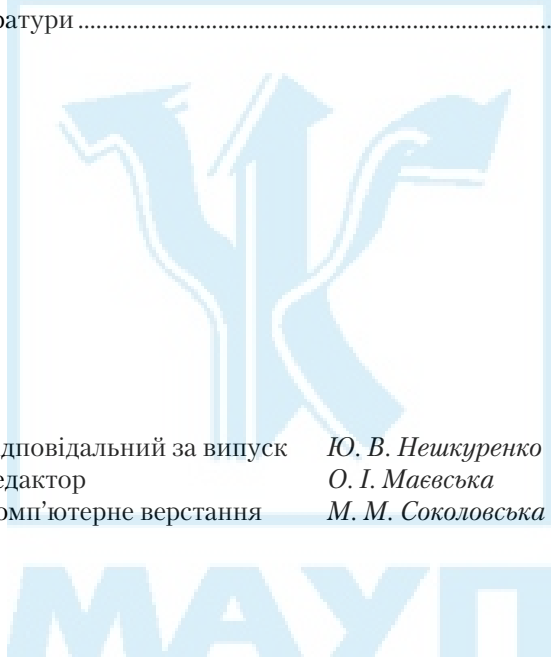 ратури
дповідальний за випуск Ю. В. Нешкуренко
едактор О. І. Маєвська
омп’ютерне верстання М. М. Соколовська
МАУП